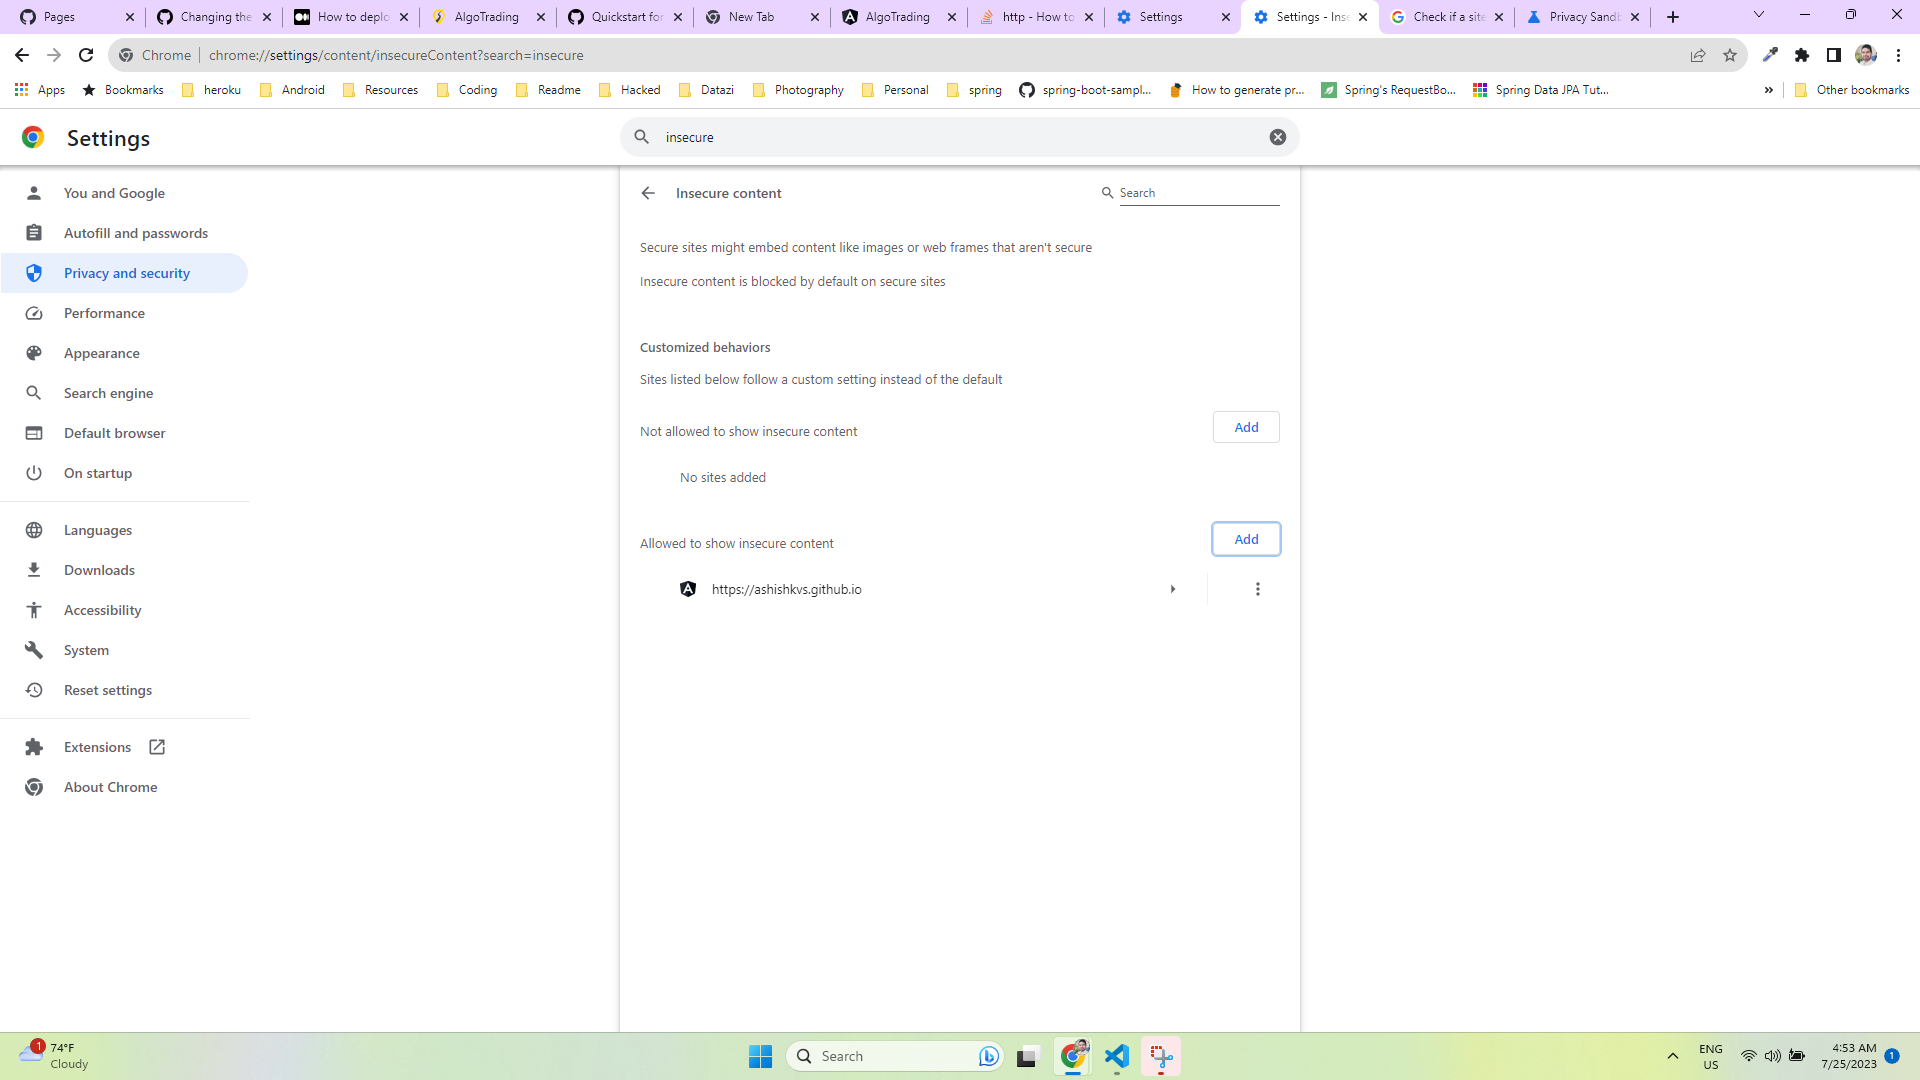 Pages
Changing the
How to deplo
AlgoTrading
Quickstart for
New Tab
AlgoTrading
http - How to
Settings
Settings - Inse
Check if a site
Privacy Sandb
Chrome
chrome://settings/content/insecureContent?search=insecure
Apps
Bookmarks
heroku
Android
Resources
Coding
Readme
Hacked
Datazi
Photography
Personal
spring
spring-boot-sampl...
How to generate pr...
Spring's RequestBo...
Spring Data JPA Tut...
»
Other bookmarks
Settings
insecure
You and Google
Autofill and passwords
Privacy and security
Performance
Appearance
Search engine
Default browser
On startup
Languages
Downloads
Accessibility
System
Reset settings
Extensions
About Chrome
Insecure content
Search
Secure sites might embed content like images or web frames that aren't secure
Insecure content is blocked by default on secure sites
Customized behaviors
Sites listed below follow a custom setting instead of the default
Not allowed to show insecure content
Add
No sites added
Allowed to show insecure content
Add
https://ashishkvs.github.io
1
74°F
Cloudy
Search
ENG
US
4:53 AM
7/25/2023
1